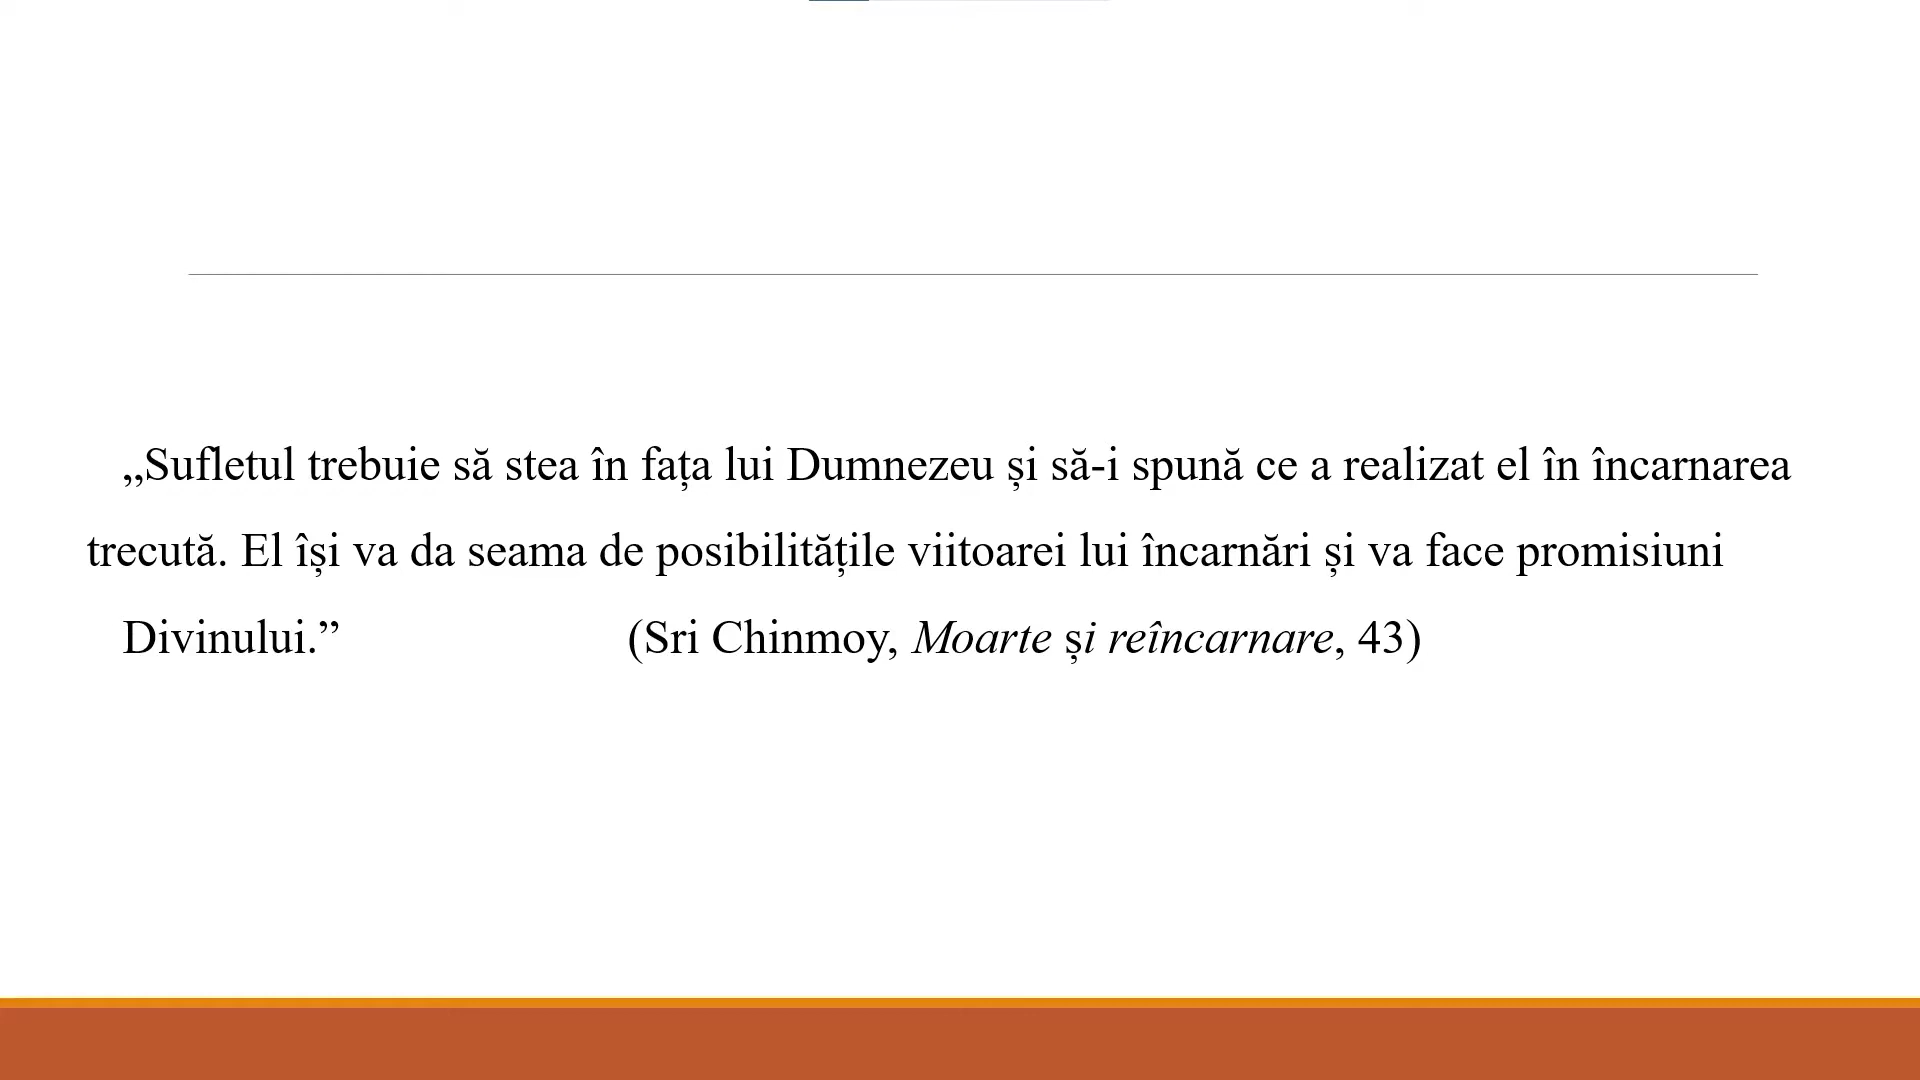 „Sufletul trebuie să stea în fața lui Dumnezeu și să-i spună ce a realizat el în încarnarea
trecută. El își va da seama de posibilitățile viitoarei lui încarnări și va face promisiuni
Divinului.” (Sri Chinmoy, Moarte și reîncarnare, 43)